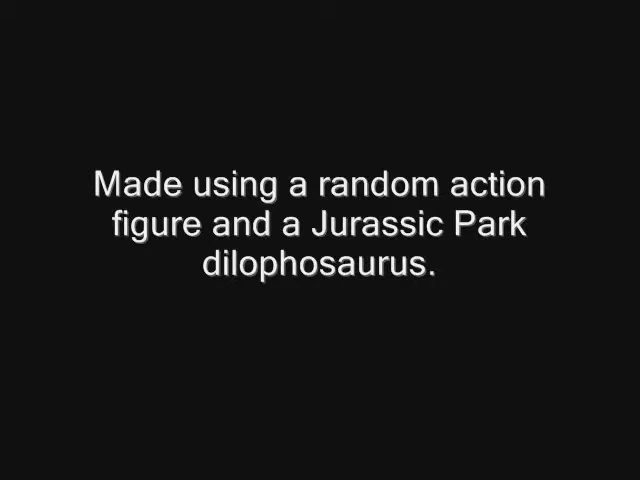 Made using a random action
figure and a Jurassic Park
dilophosaurus.